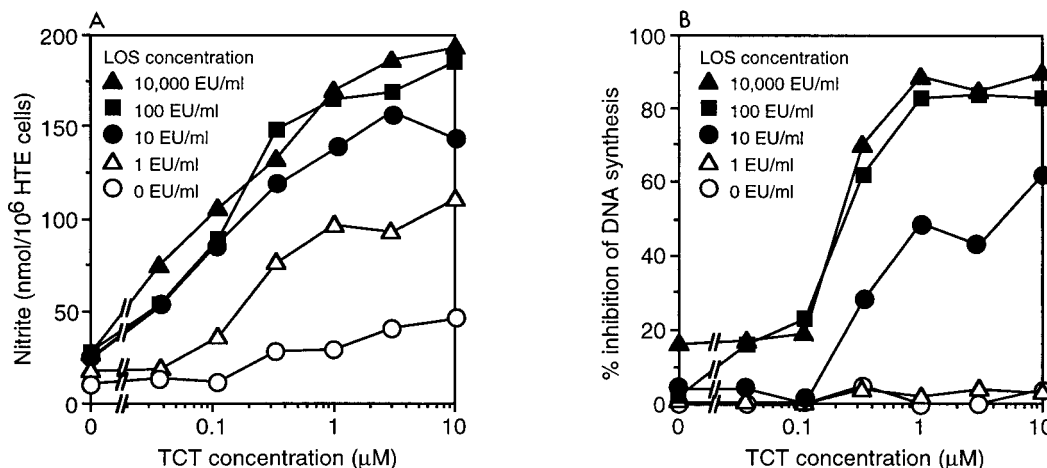 A
Nitrite (nmol/10⁶ HTE cells)
200
150
100
50
0
LOS concentration
10,000 EU/ml
100 EU/ml
10 EU/ml
1 EU/ml
0 EU/ml
0 0.1 1 10
TCT concentration (μM)
B
% inhibition of DNA synthesis
100
80
60
40
20
0
LOS concentration
10,000 EU/ml
100 EU/ml
10 EU/ml
1 EU/ml
0 EU/ml
0 0.1 1 10
TCT concentration (μM)